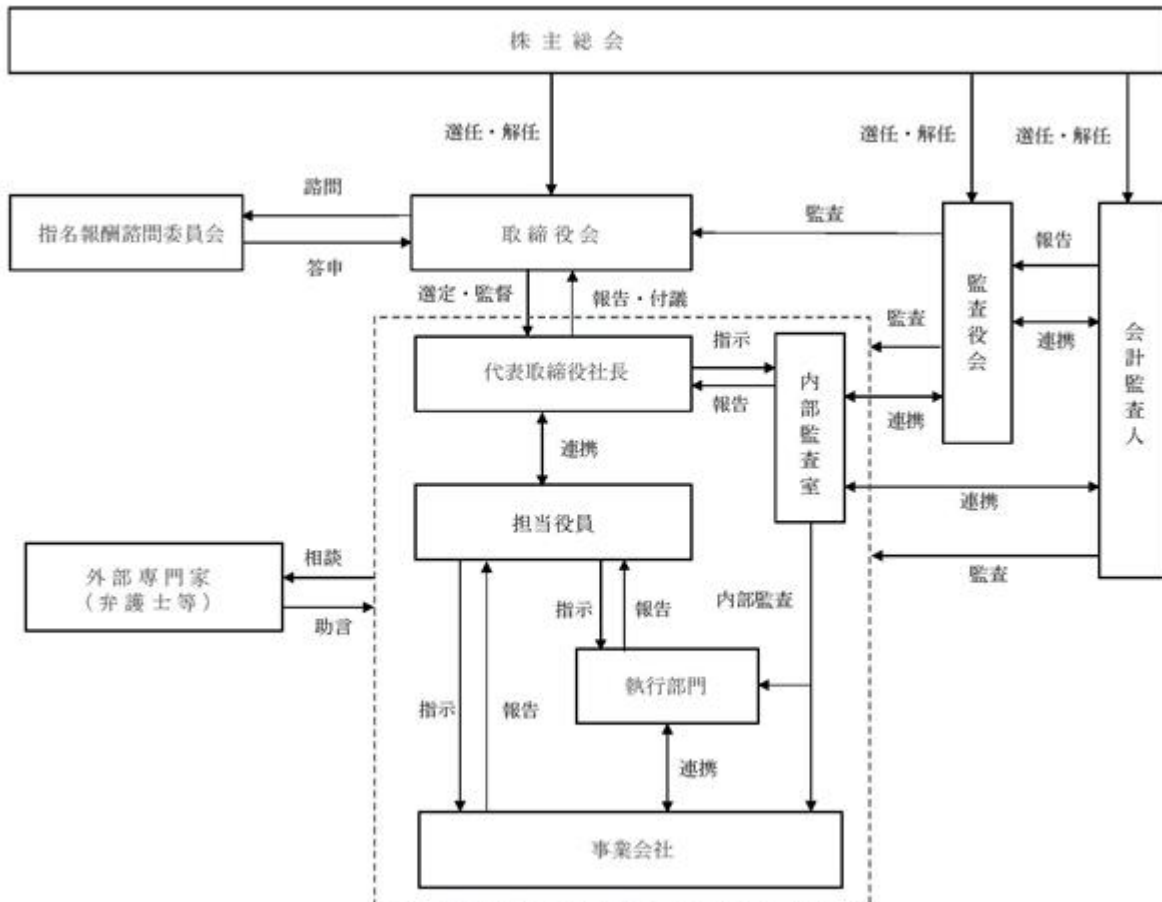 株主総会
選任・解任
選任・解任
選任・解任
諮問
指名報酬諮問委員会
答申
取締役会
監査
報告
監査役会
連携
会計監査人
選定・監督
報告・付議
監査
代表取締役社長
指示
報告
内部監査室
連携
連携
担当役員
連携
監査
相談
外部専門家
(弁護士等)
助言
指示
報告
内部監査
執行部門
指示
報告
連携
事業会社